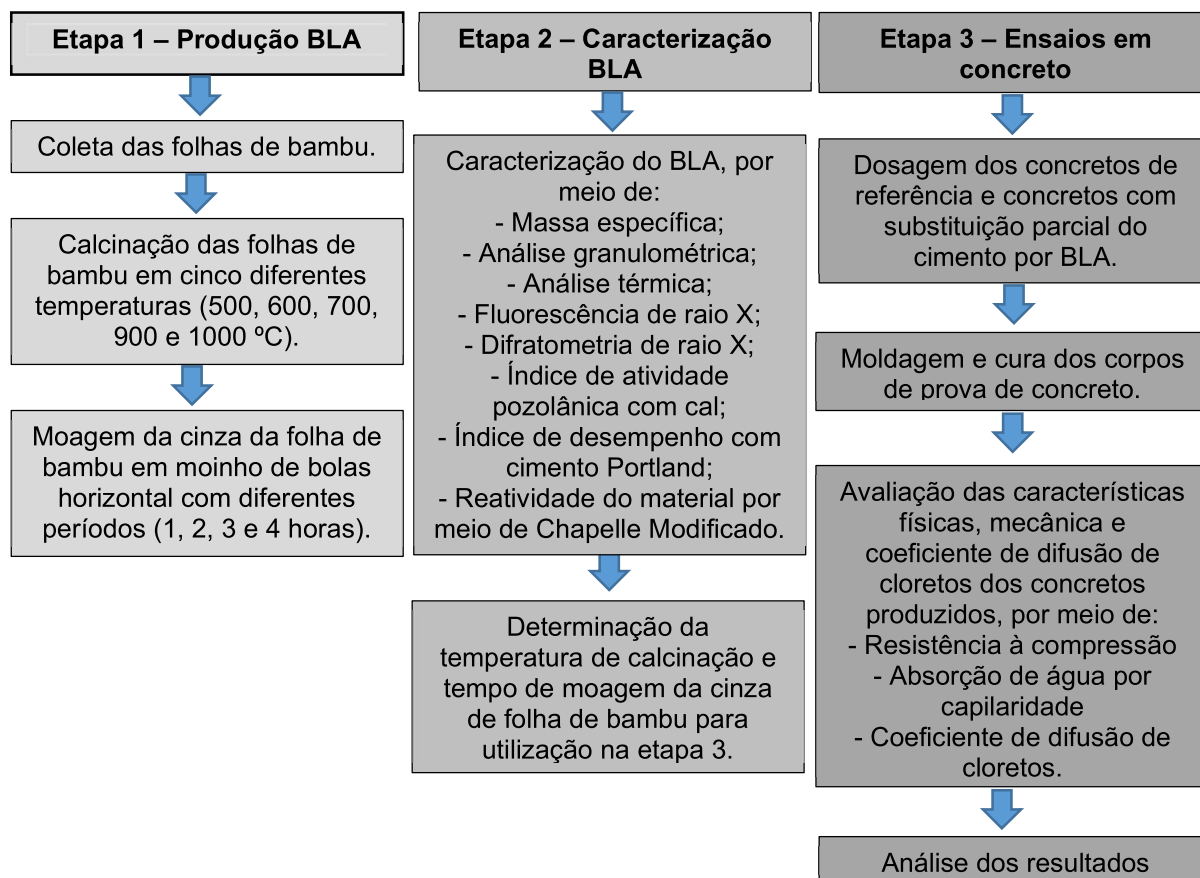 Etapa 1 – Produção BLA
Coleta das folhas de bambu.
Calcinação das folhas de
bambu em cinco diferentes
temperaturas (500, 600, 700,
900 e 1000 ºC).
Moagem da cinza da folha de
bambu em moinho de bolas
horizontal com diferentes
períodos (1, 2, 3 e 4 horas).
Etapa 2 – Caracterização
BLA
Caracterização do BLA, por
meio de:
- Massa específica;
- Análise granulométrica;
- Análise térmica;
- Fluorescência de raio X;
- Difratometria de raio X;
- Índice de atividade
pozolânica com cal;
- Índice de desempenho com
cimento Portland;
- Reatividade do material por
meio de Chapelle Modificado.
Determinação da
temperatura de calcinação e
tempo de moagem da cinza
de folha de bambu para
utilização na etapa 3.
Etapa 3 – Ensaios em
concreto
Dosagem dos concretos de
referência e concretos com
substituição parcial do
cimento por BLA.
Moldagem e cura dos corpos
de prova de concreto.
Avaliação das características
físicas, mecânica e
coeficiente de difusão de
cloretos dos concretos
produzidos, por meio de:
- Resistência à compressão
- Absorção de água por
capilaridade
- Coeficiente de difusão de
cloretos.
Análise dos resultados